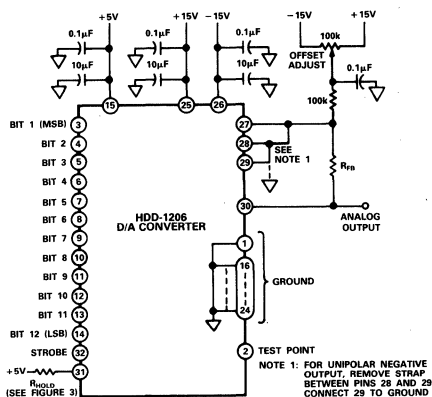 +5V +15V −15V −15V +15V
100k
0.1µF 0.1µF 0.1µF
OFFSET
ADJUST
10µF 10µF 10µF
0.1µF
100k
15 25 26
BIT 1 (MSB) 3
BIT 2 4
BIT 3 5
BIT 4 6
BIT 5 7
BIT 6 8
BIT 7 9
BIT 8 10
BIT 9 11
BIT 10 12
BIT 11 13
BIT 12 (LSB) 14
STROBE 32
+5V 31
RHOLD
(SEE FIGURE 3)
HDD-1206
D/A CONVERTER
27
28
29
SEE
NOTE 1
RFB
30
ANALOG
OUTPUT
1
16
24
GROUND
2 TEST POINT
NOTE 1: FOR UNIPOLAR NEGATIVE
OUTPUT, REMOVE STRAP
BETWEEN PINS 28 AND 29
CONNECT 29 TO GROUND